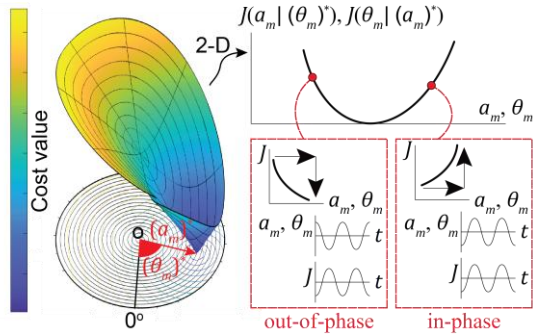 J(a_m | (θ_m)*), J(θ_m | (a_m)*)
2-D
a_m, θ_m
Cost value
(a_m)*
(θ_m)*
0°
J
a_m, θ_m
a_m, θ_m
t
J
t
out-of-phase
J
a_m, θ_m
a_m, θ_m
t
J
t
in-phase